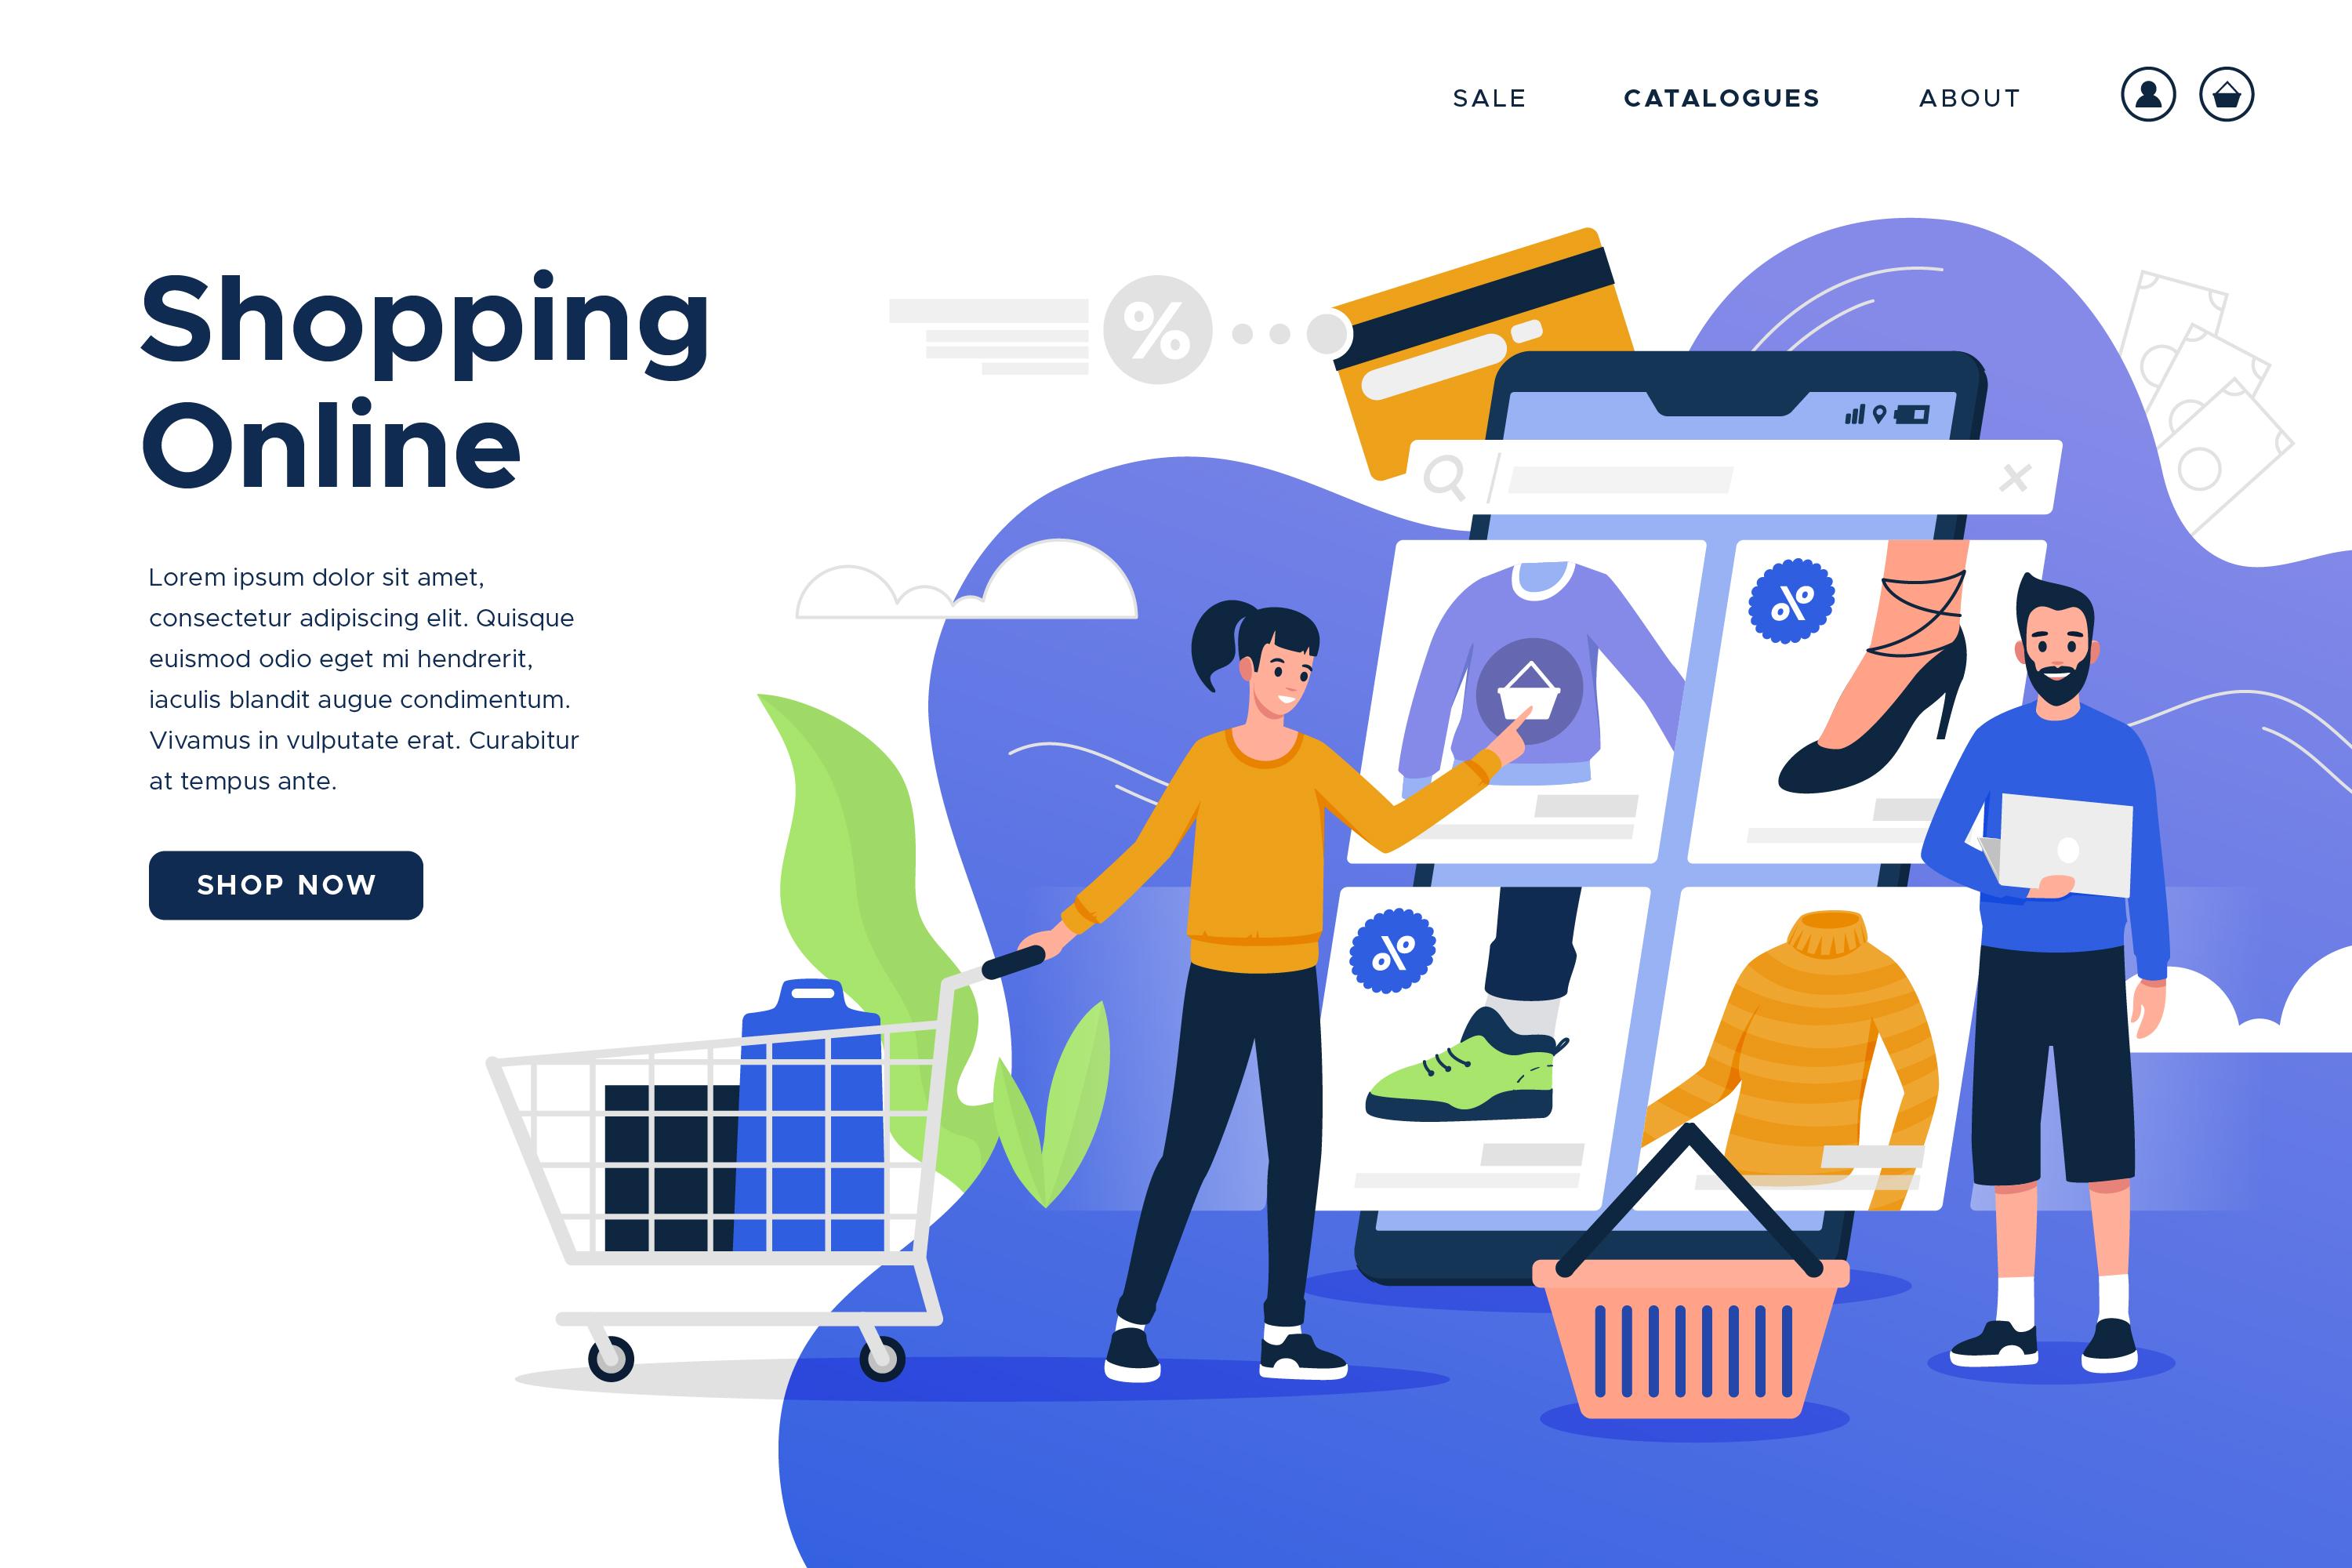 SALE CATALOGUES ABOUT
%
Shopping
Online
%
Lorem ipsum dolor sit amet,
consectetur adipiscing elit. Quisque
euismod odio eget mi hendrerit,
iaculis blandit augue condimentum.
Vivamus in vulputate erat. Curabitur
at tempus ante.
SHOP NOW
%